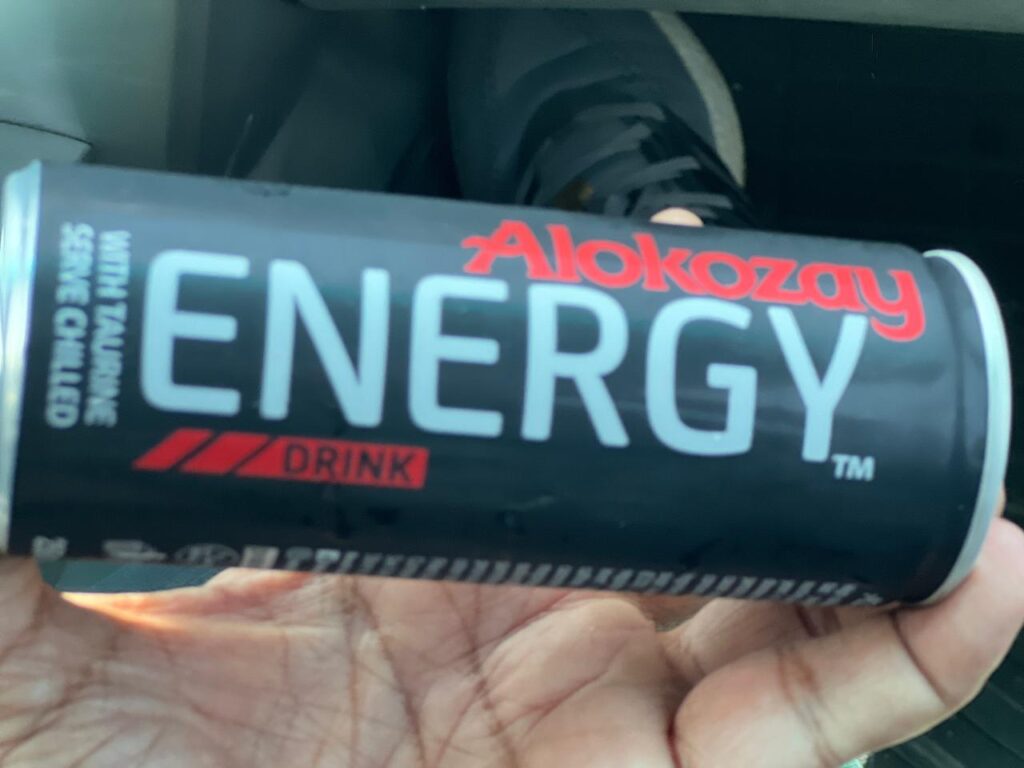 Alokozay
ENERGY
TM
DRINK
WITH TAURINE
SERVE CHILLED